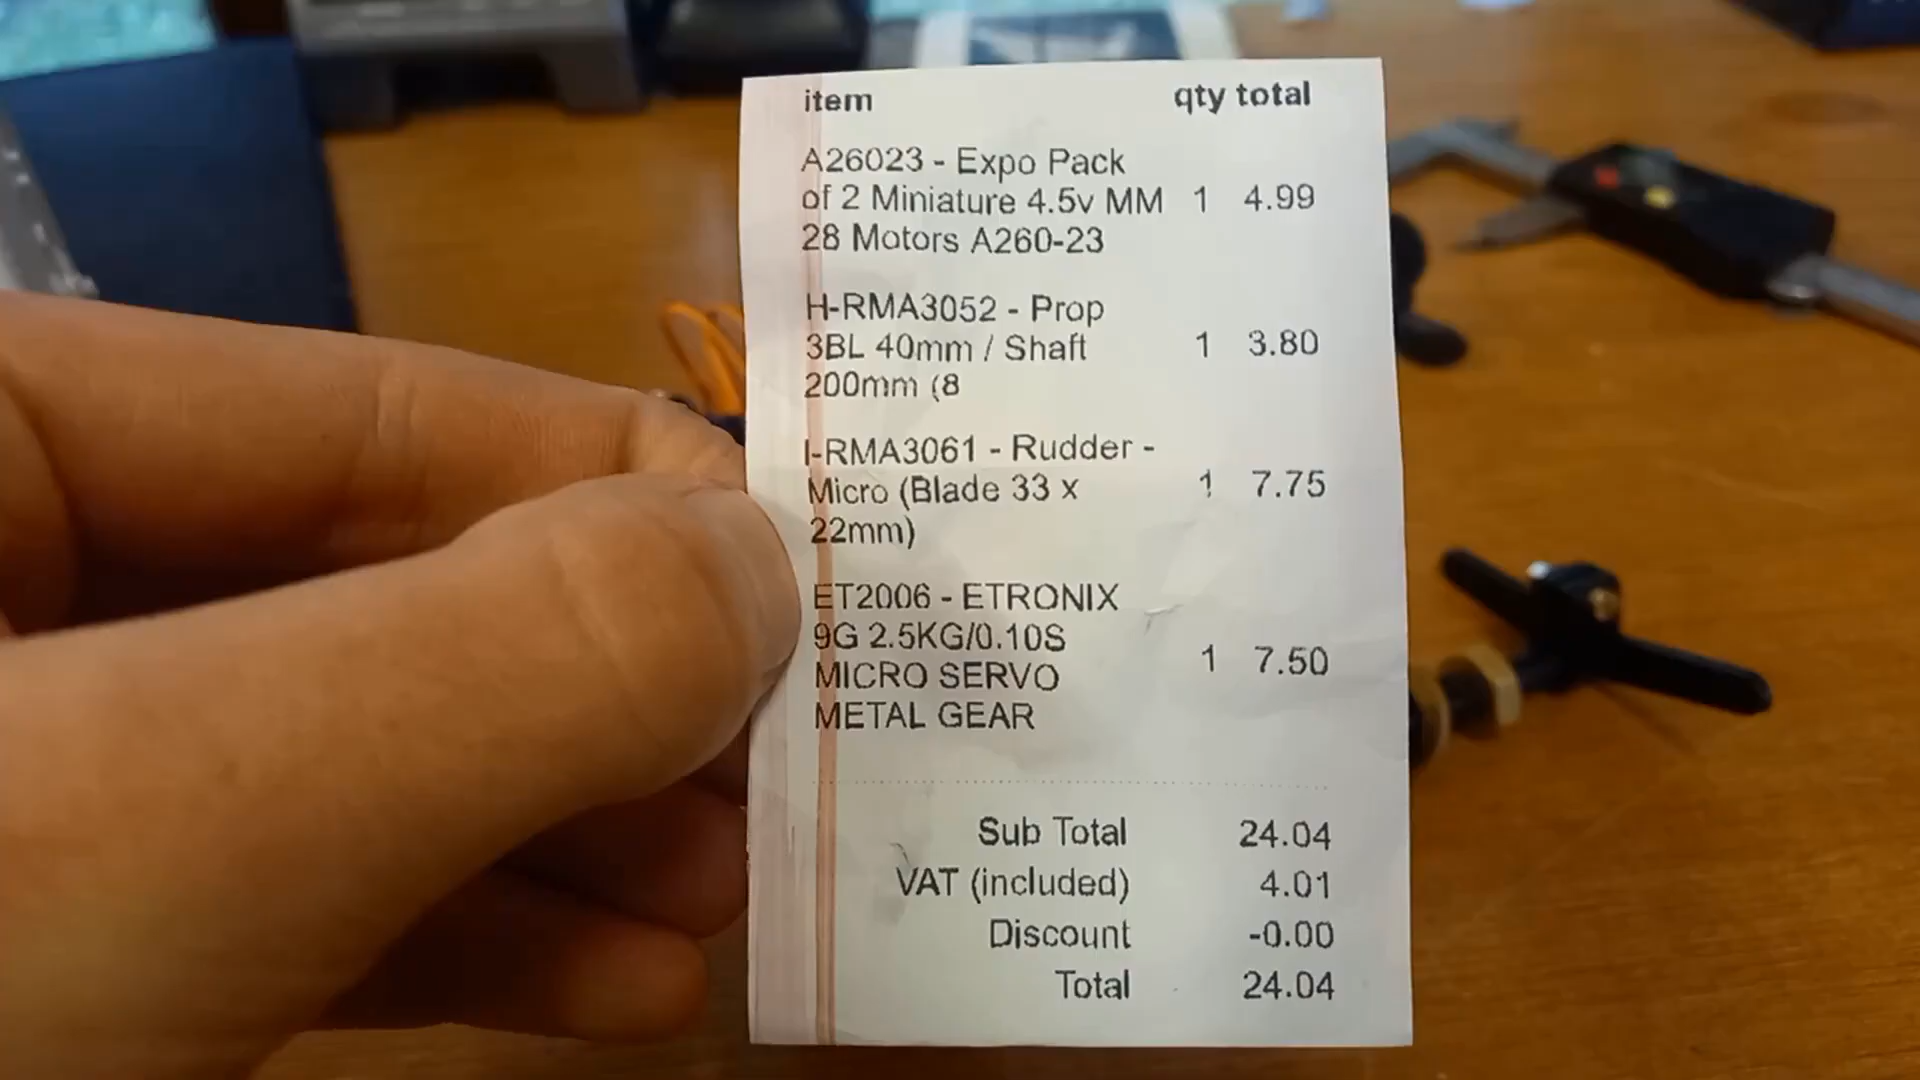 item qty total
A26023 - Expo Pack
of 2 Miniature 4.5v MM 1 4.99
28 Motors A260-23
H-RMA3052 - Prop
3BL 40mm / Shaft 1 3.80
200mm (8
I-RMA3061 - Rudder -
Micro (Blade 33 x 1 7.75
22mm)
ET2006 - ETRONIX
9G 2.5KG/0.10S
MICRO SERVO 1 7.50
METAL GEAR
Sub Total 24.04
VAT (included) 4.01
Discount -0.00
Total 24.04